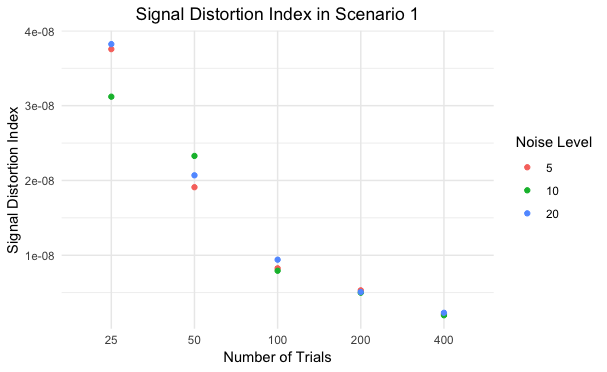 Signal Distortion Index in Scenario 1
4e-08
3e-08
2e-08
1e-08
Signal Distortion Index
25 50 100 200 400
Number of Trials
Noise Level
5
10
20